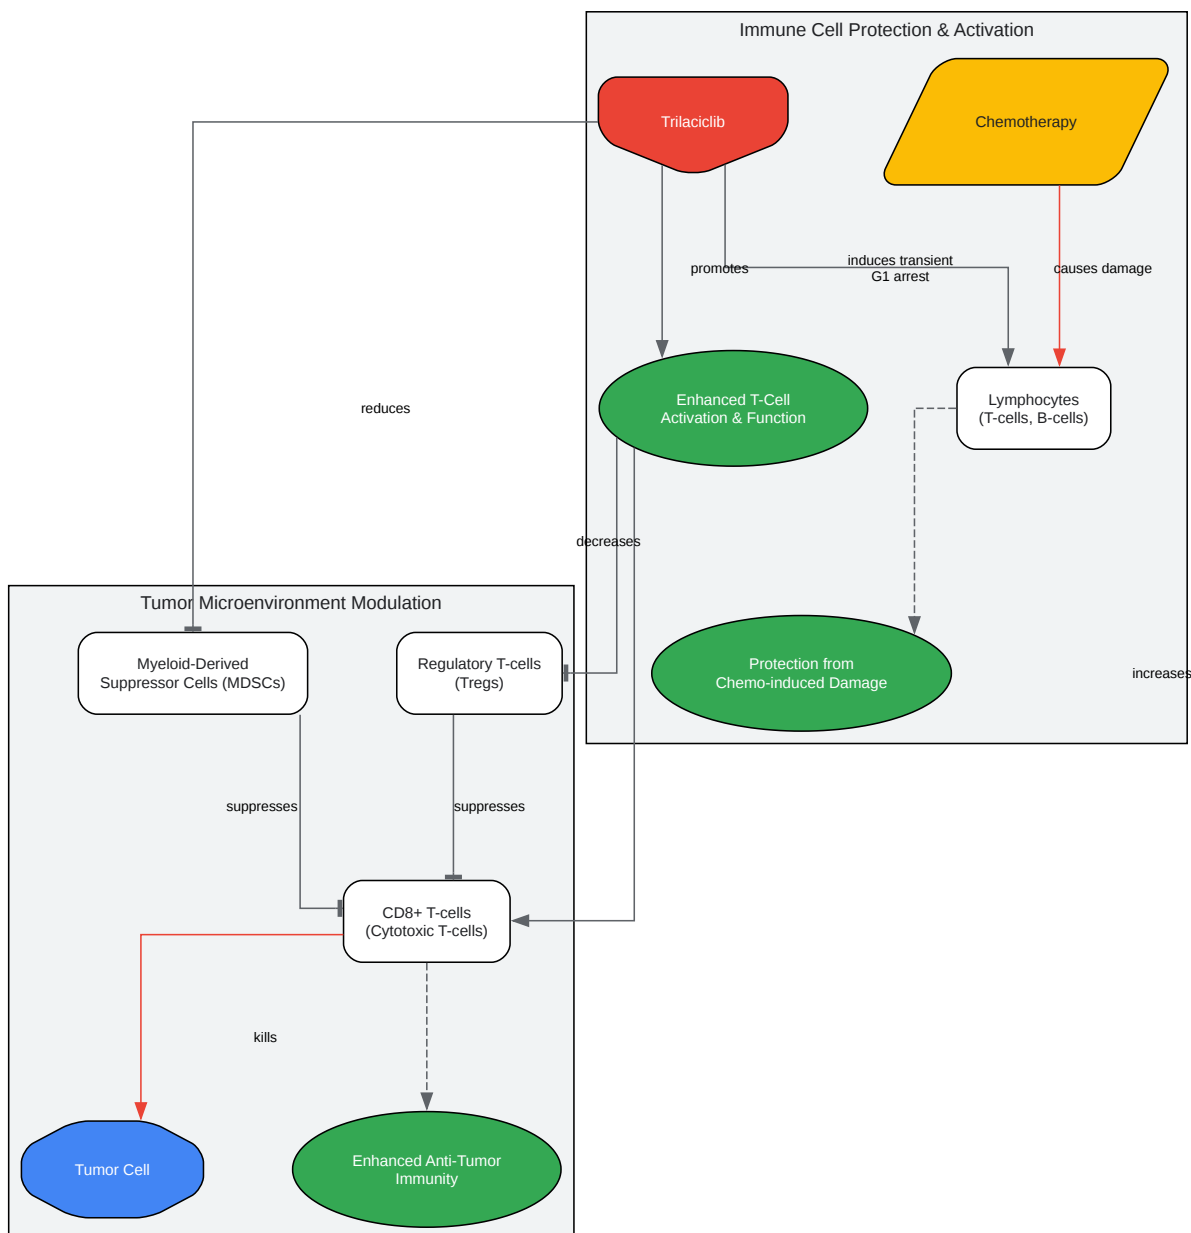 Immune Cell Protection & Activation
Trilaciclib
Chemotherapy
promotes
induces transient
G1 arrest
causes damage
Enhanced T-Cell
Activation & Function
Lymphocytes
(T-cells, B-cells)
reduces
decreases
Tumor Microenvironment Modulation
Myeloid-Derived
Suppressor Cells (MDSCs)
Regulatory T-cells
(Tregs)
Protection from
Chemo-induced Damage
increases
suppresses
suppresses
CD8+ T-cells
(Cytotoxic T-cells)
kills
Tumor Cell
Enhanced Anti-Tumor
Immunity